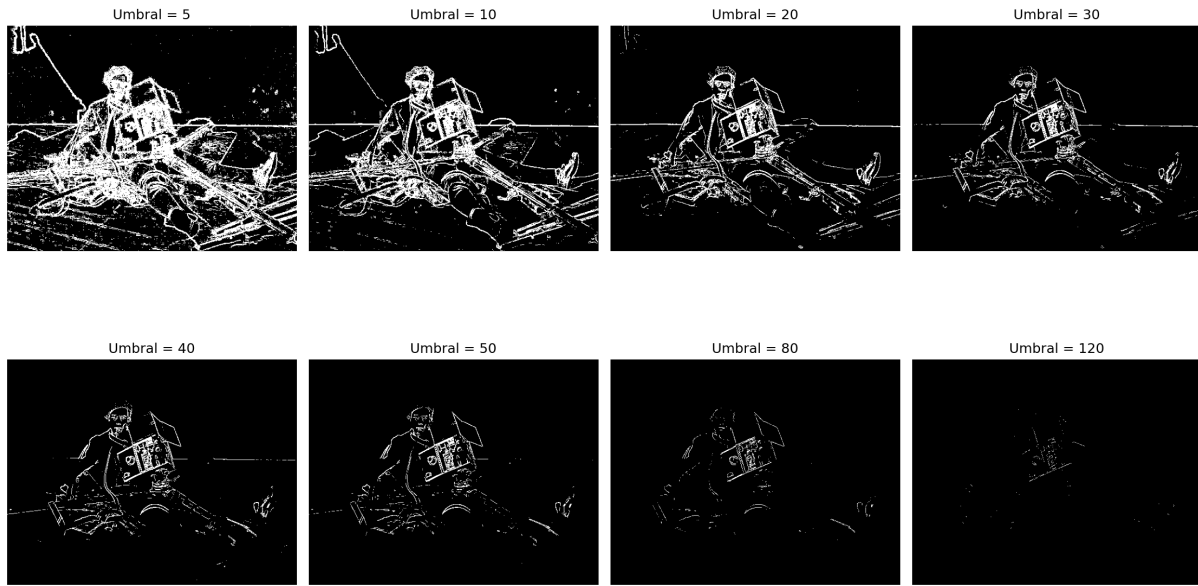 Umbral = 5
Umbral = 10
Umbral = 20
Umbral = 30
Umbral = 40
Umbral = 50
Umbral = 80
Umbral = 120